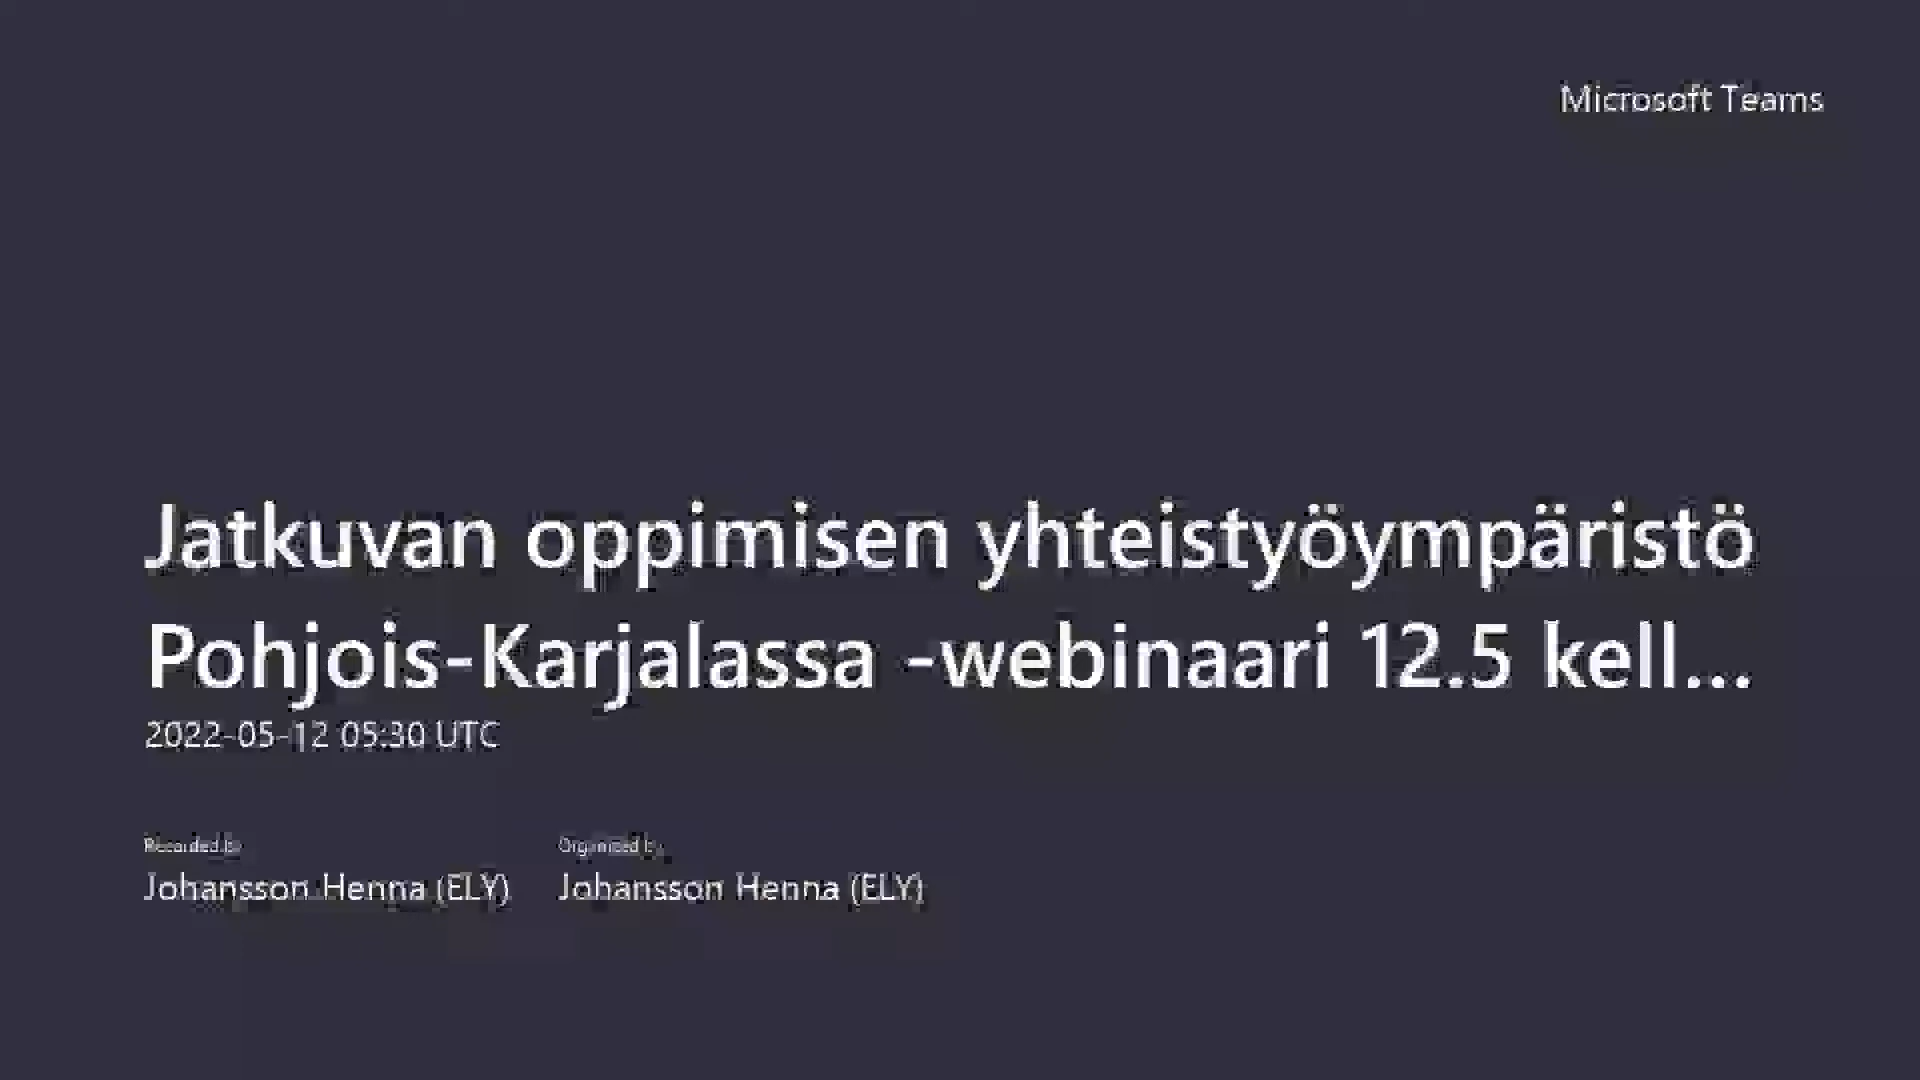 Microsoft Teams
Jatkuvan oppimisen yhteistyöympäristö
Pohjois-Karjalassa -webinaari 12.5 kell...
2022-05-12 05:30 UTC
Recorded by Organized by
Johansson Henna (ELY) Johansson Henna (ELY)